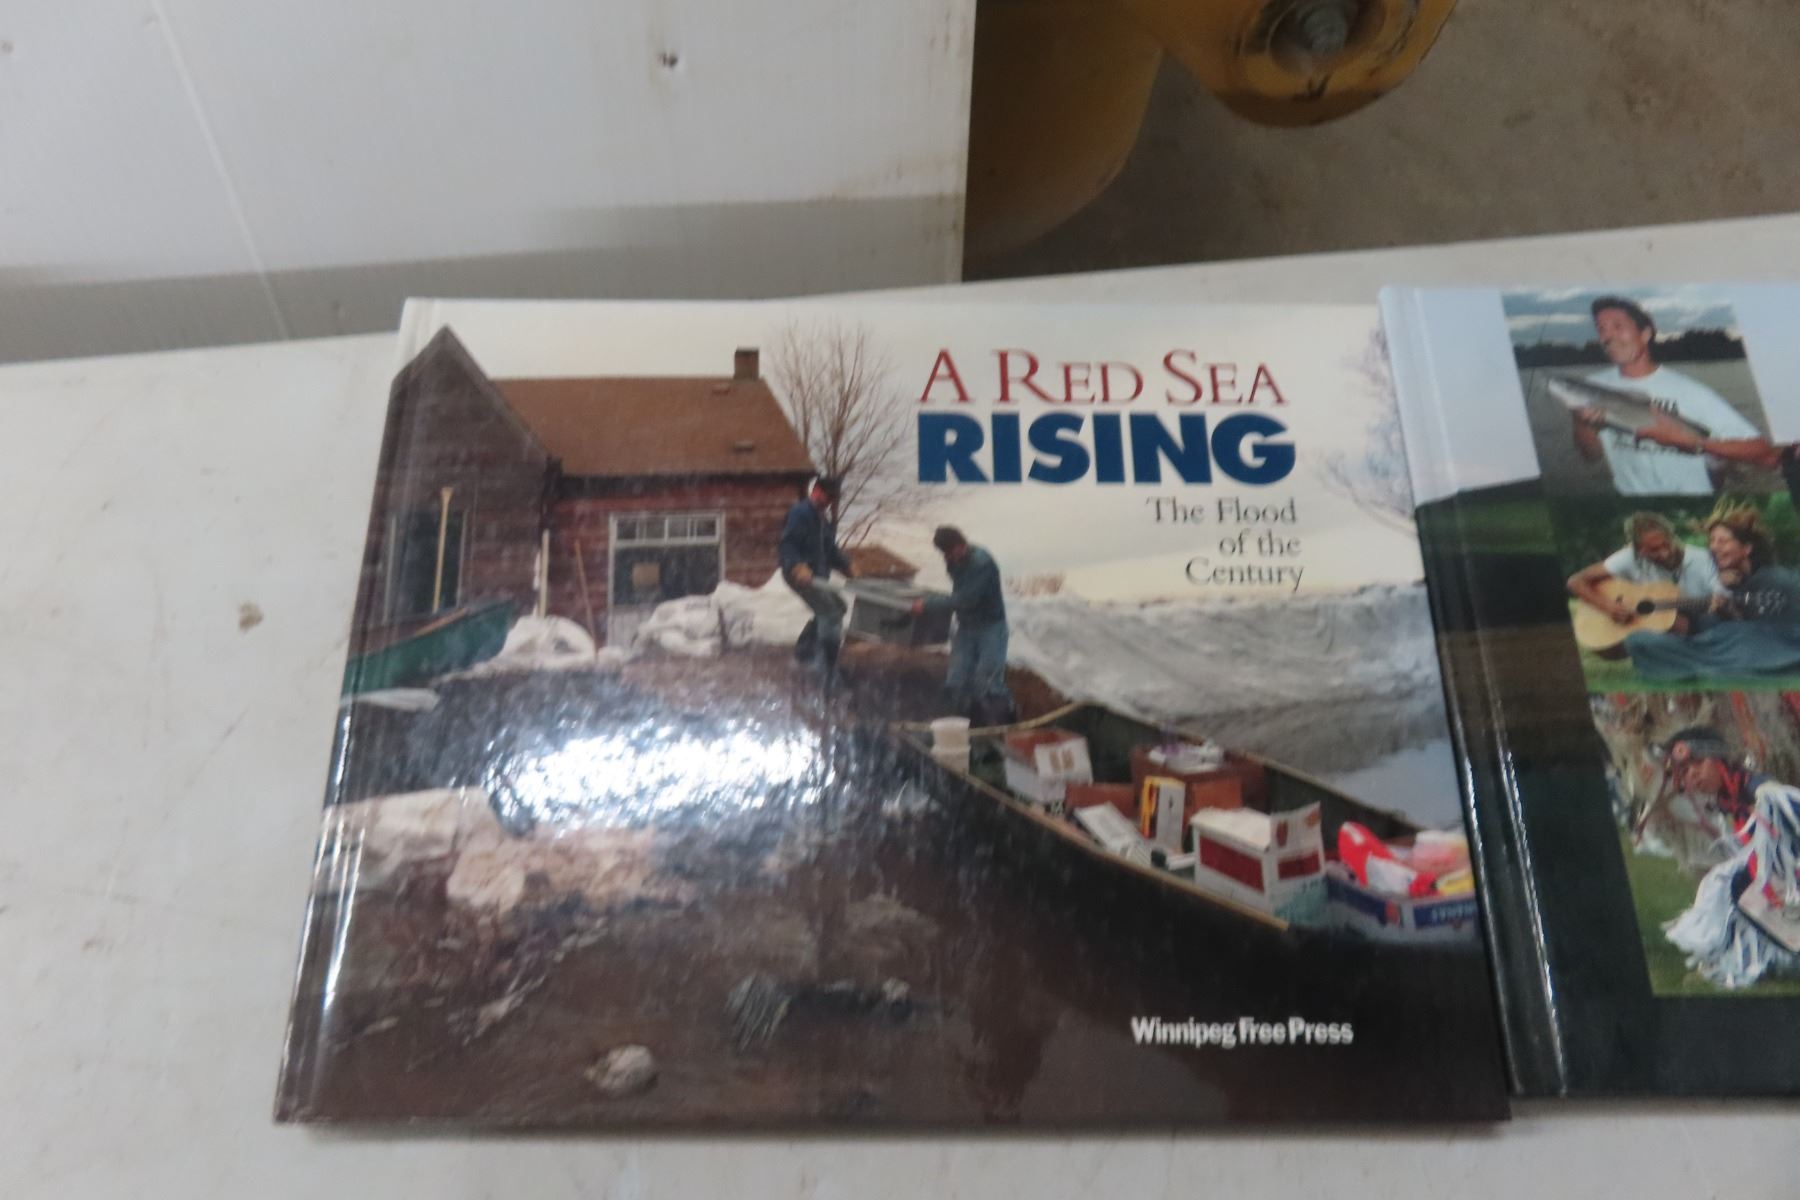 A RED SEA
RISING
The Flood
of the
Century
Winnipeg Free Press